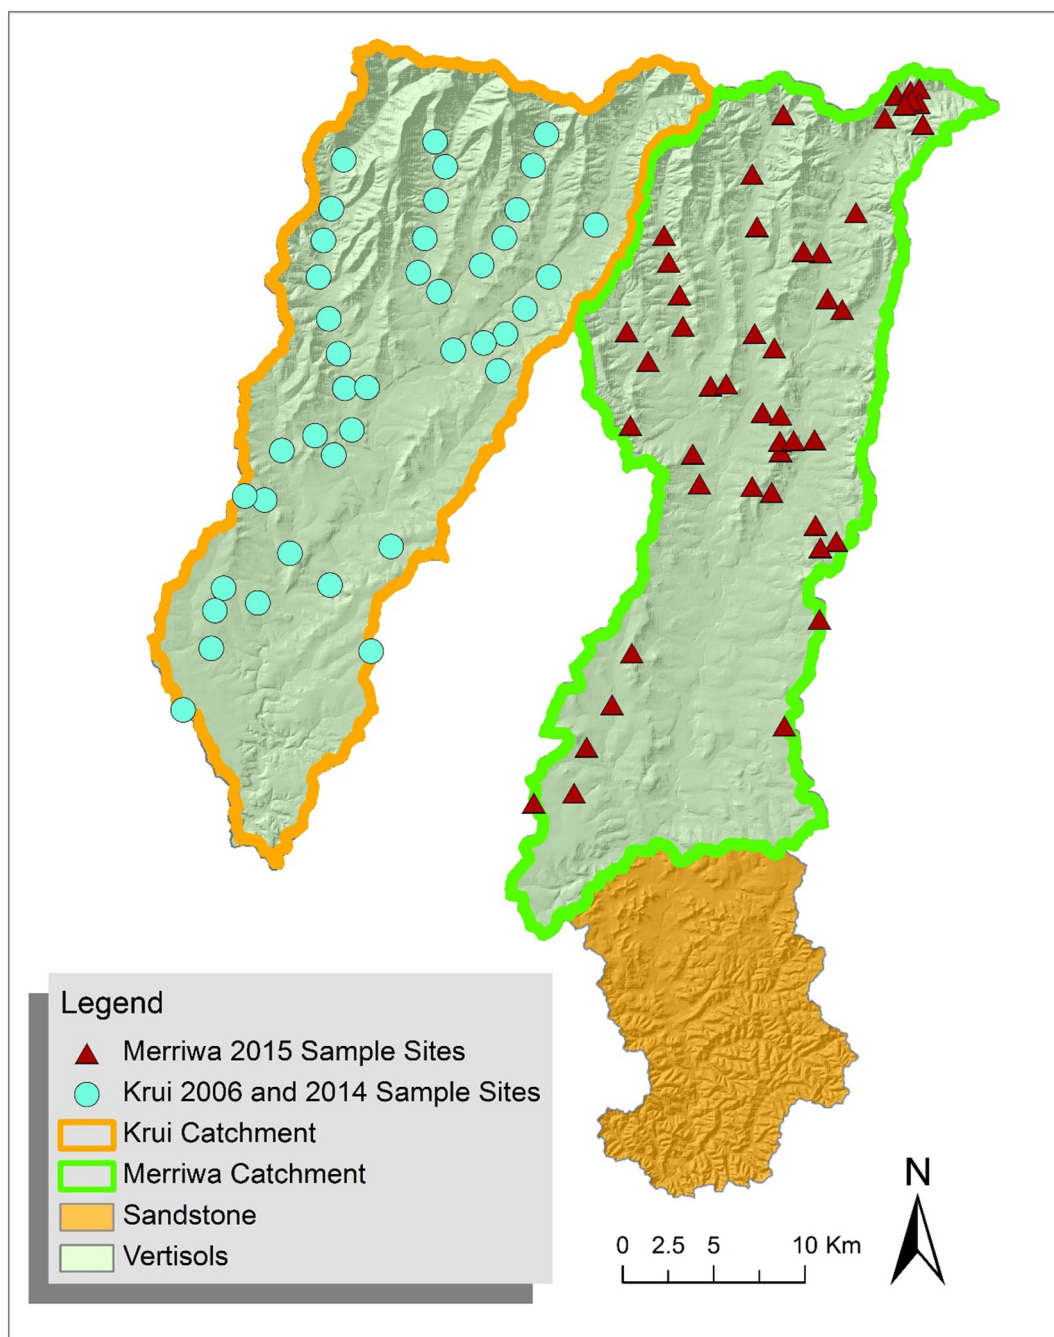 Legend
Merriwa 2015 Sample Sites
Krui 2006 and 2014 Sample Sites
Krui Catchment
Merriwa Catchment
Sandstone
Vertisols
N
0 2.5 5 10 Km